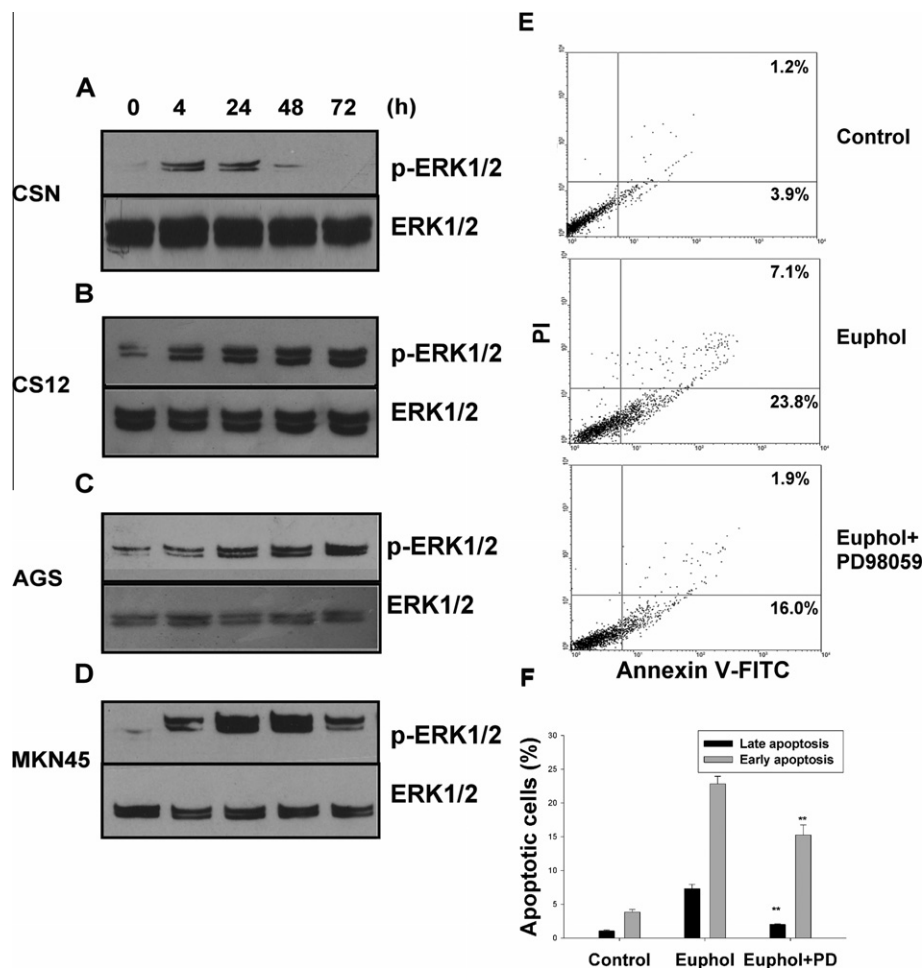 A
0 4 24 48 72 (h)
CSN
p-ERK1/2
ERK1/2
B
CS12
p-ERK1/2
ERK1/2
C
AGS
p-ERK1/2
ERK1/2
D
MKN45
p-ERK1/2
ERK1/2
E
1.2%
3.9%
Control
7.1%
23.8%
Euphol
1.9%
16.0%
Euphol+
PD98059
PI
Annexin V-FITC
F
Late apoptosis
Early apoptosis
Apoptotic cells (%)
30
25
20
15
10
5
0
**
**
Control Euphol Euphol+PD